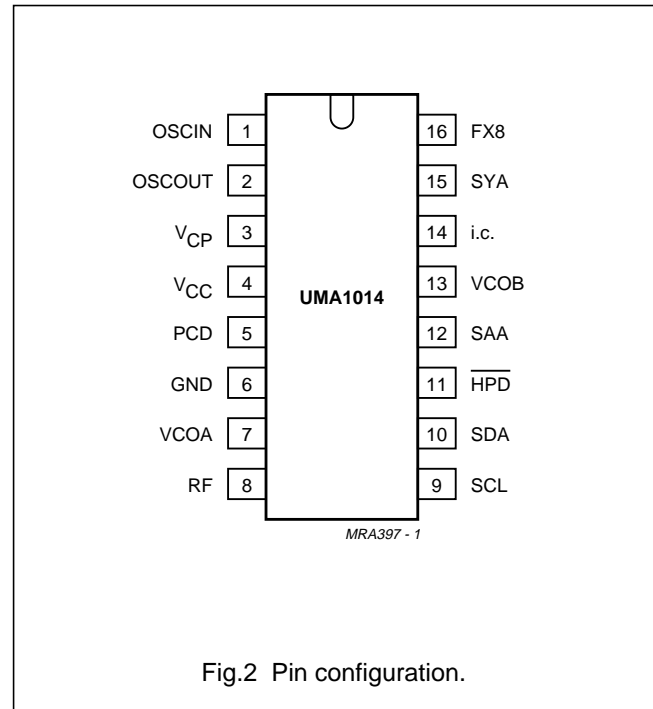 OSCIN 1 16 FX8
OSCOUT 2 15 SYA
VCP 3 14 i.c.
VCC 4 13 VCOB
UMA1014
PCD 5 12 SAA
GND 6 11 H̅P̅D̅
VCOA 7 10 SDA
RF 8 9 SCL
MRA397 - 1
Fig.2 Pin configuration.